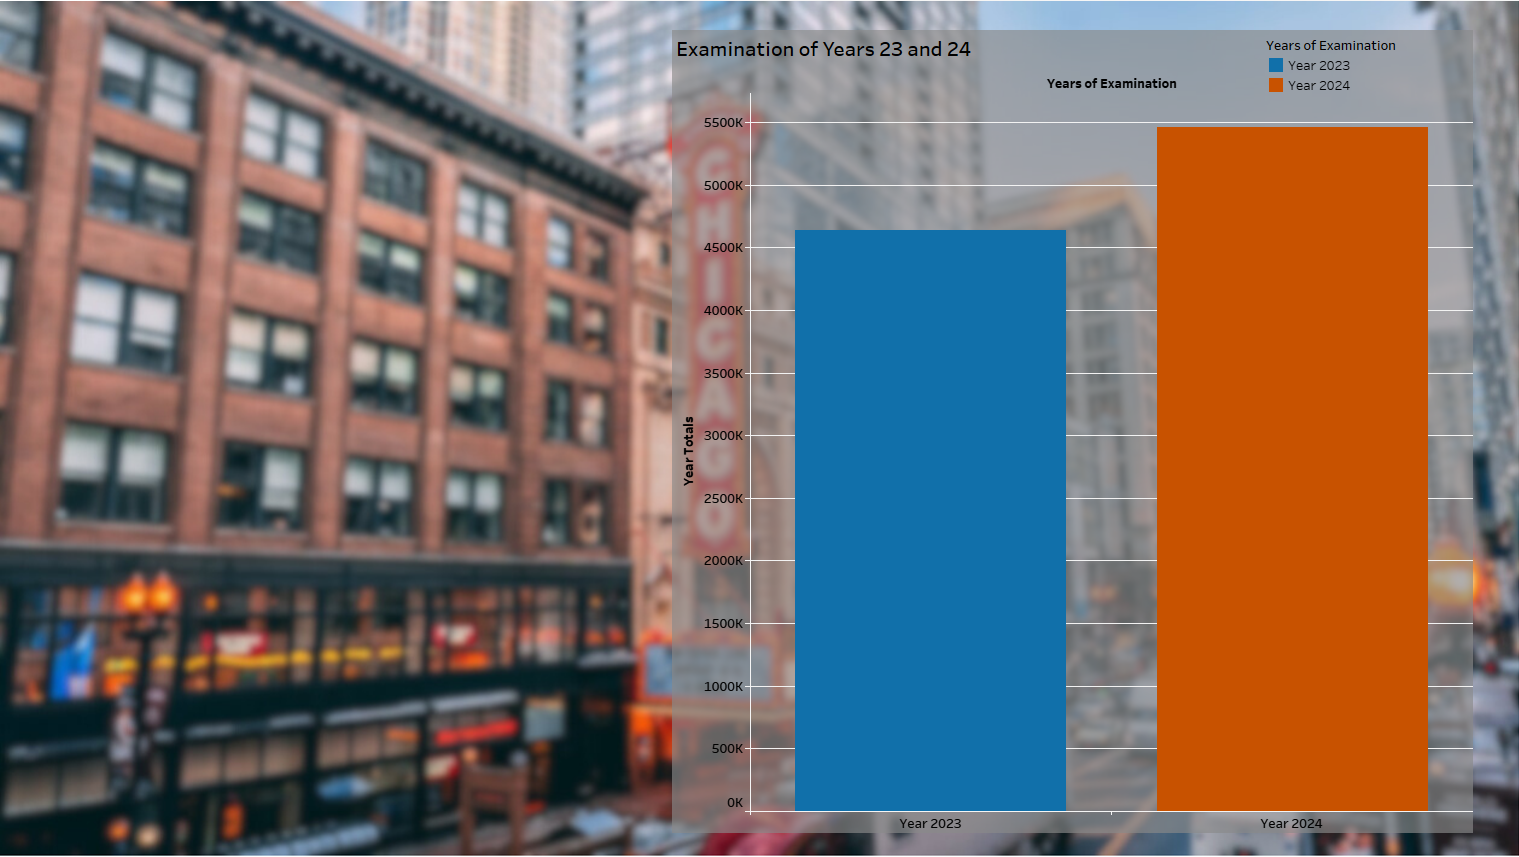 Examination of Years 23 and 24
Years of Examination
Year 2023
Year 2024
Years of Examination
5500K
5000K
4500K
4000K
3500K
3000K
2500K
2000K
1500K
1000K
500K
0K
Year Totals
Year 2023
Year 2024
CHICAGO